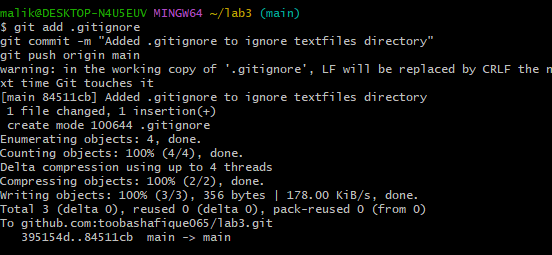 malik@DESKTOP-N4U5EUV MINGW64 ~/lab3 (main)
$ git add .gitignore
git commit -m "Added .gitignore to ignore textfiles directory"
git push origin main
warning: in the working copy of '.gitignore', LF will be replaced by CRLF the n
xt time Git touches it
[main 84511cb] Added .gitignore to ignore textfiles directory
 1 file changed, 1 insertion(+)
 create mode 100644 .gitignore
Enumerating objects: 4, done.
Counting objects: 100% (4/4), done.
Delta compression using up to 4 threads
Compressing objects: 100% (2/2), done.
Writing objects: 100% (3/3), 356 bytes | 178.00 KiB/s, done.
Total 3 (delta 0), reused 0 (delta 0), pack-reused 0 (from 0)
To github.com:toobashafique065/lab3.git
   395154d..84511cb  main -> main